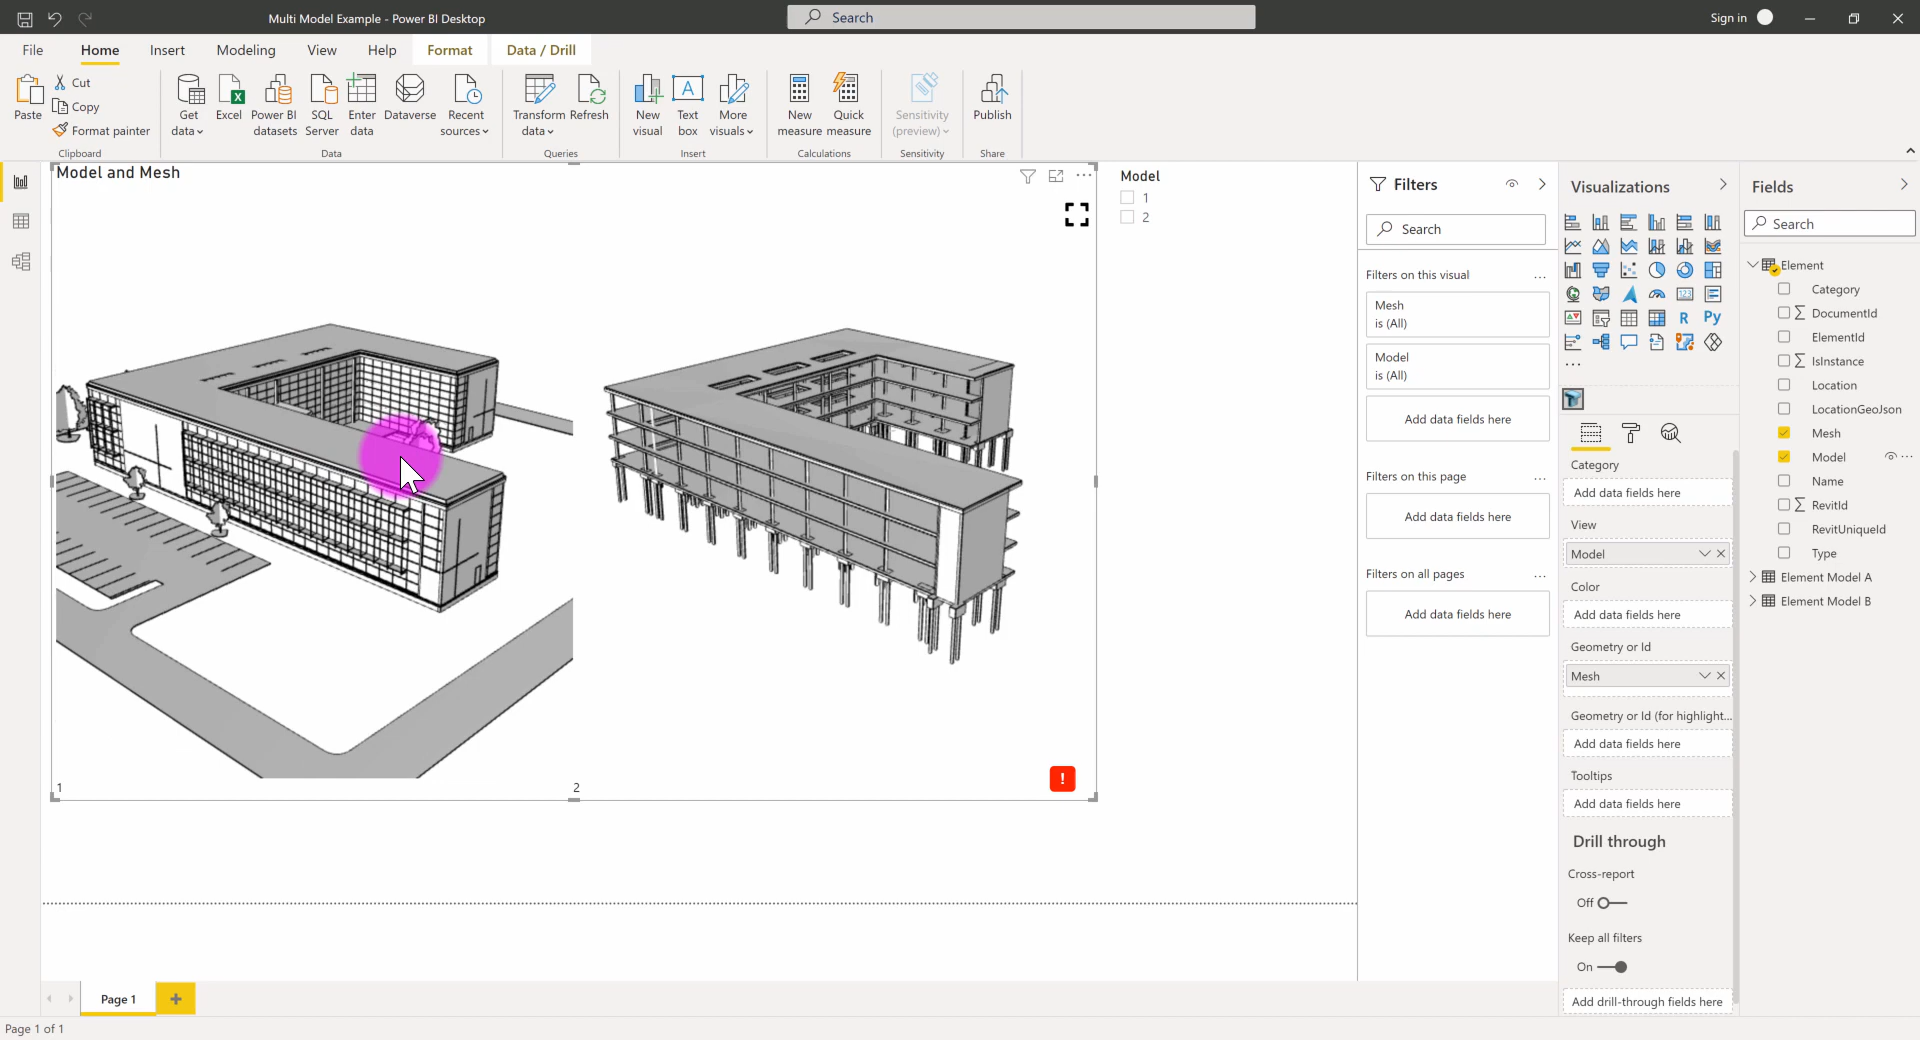 Multi Model Example - Power BI Desktop
Search
Sign in
File
Home
Insert
Modeling
View
Help
Format
Data / Drill
Paste
Cut
Copy
Format painter
Clipboard
Get data
Excel
Power BI datasets
SQL Server
Enter data
Dataverse
Recent sources
Data
Transform data
Refresh
Queries
New visual
Text box
More visuals
Insert
New measure
Quick measure
Calculations
Sensitivity (preview)
Sensitivity
Publish
Share
Model and Mesh
1
2
!
Model
1
2
Filters
Search
Filters on this visual
...
Mesh
is (All)
Model
is (All)
Add data fields here
Filters on this page
...
Add data fields here
Filters on all pages
...
Add data fields here
Visualizations
123
R
Py
...
Category
Add data fields here
View
Model
Color
Add data fields here
Geometry or Id
Mesh
Geometry or Id (for highlight...
Add data fields here
Tooltips
Add data fields here
Drill through
Cross-report
Off
Keep all filters
On
Add drill-through fields here
Fields
Search
Element
Category
∑ DocumentId
ElementId
∑ IsInstance
Location
LocationGeoJson
Mesh
Model
...
Name
∑ RevitId
RevitUniqueId
Type
Element Model A
Element Model B
Page 1
+
Page 1 of 1